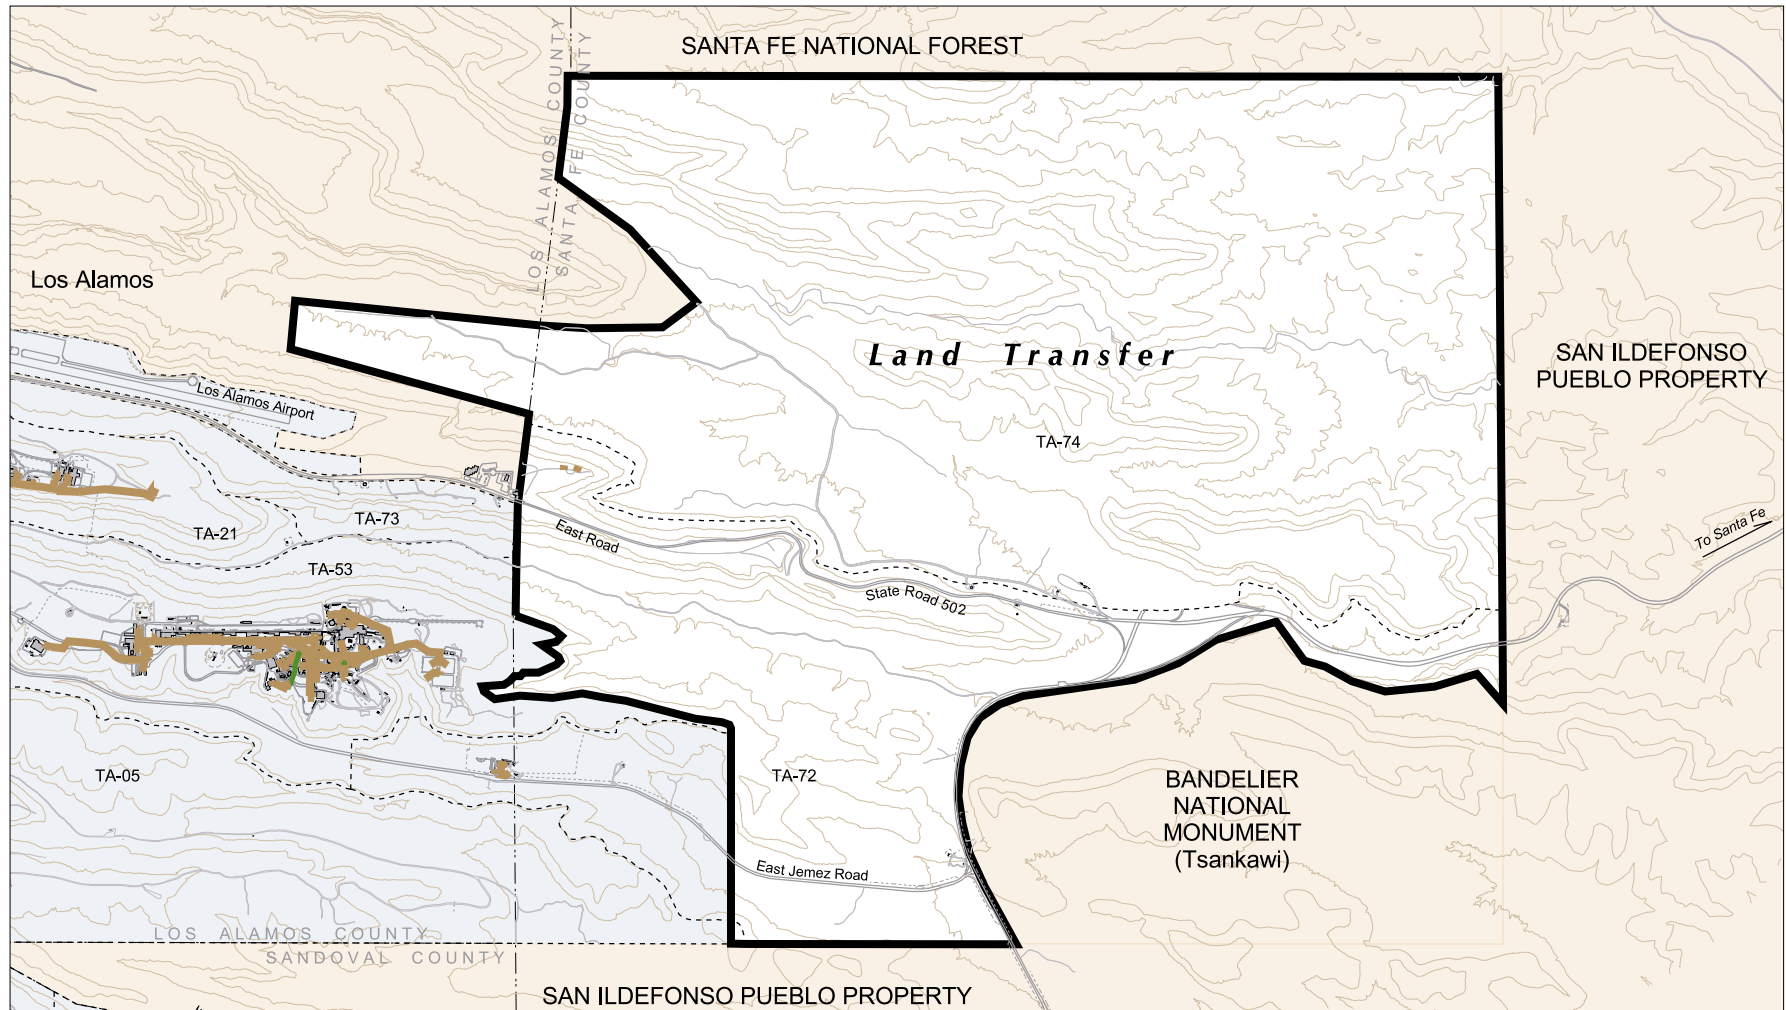 SANTA FE NATIONAL FOREST
LOS ALAMOS COUNTY
SANTA FE COUNTY
Los Alamos
Land Transfer
SAN ILDEFONSO
PUEBLO PROPERTY
Los Alamos Airport
TA-74
TA-73
TA-21
East Road
To Santa Fe
TA-53
State Road 502
TA-05
TA-72
BANDELIER
NATIONAL
MONUMENT
(Tsankawi)
East Jemez Road
LOS ALAMOS COUNTY
SANDOVAL COUNTY
SAN ILDEFONSO PUEBLO PROPERTY